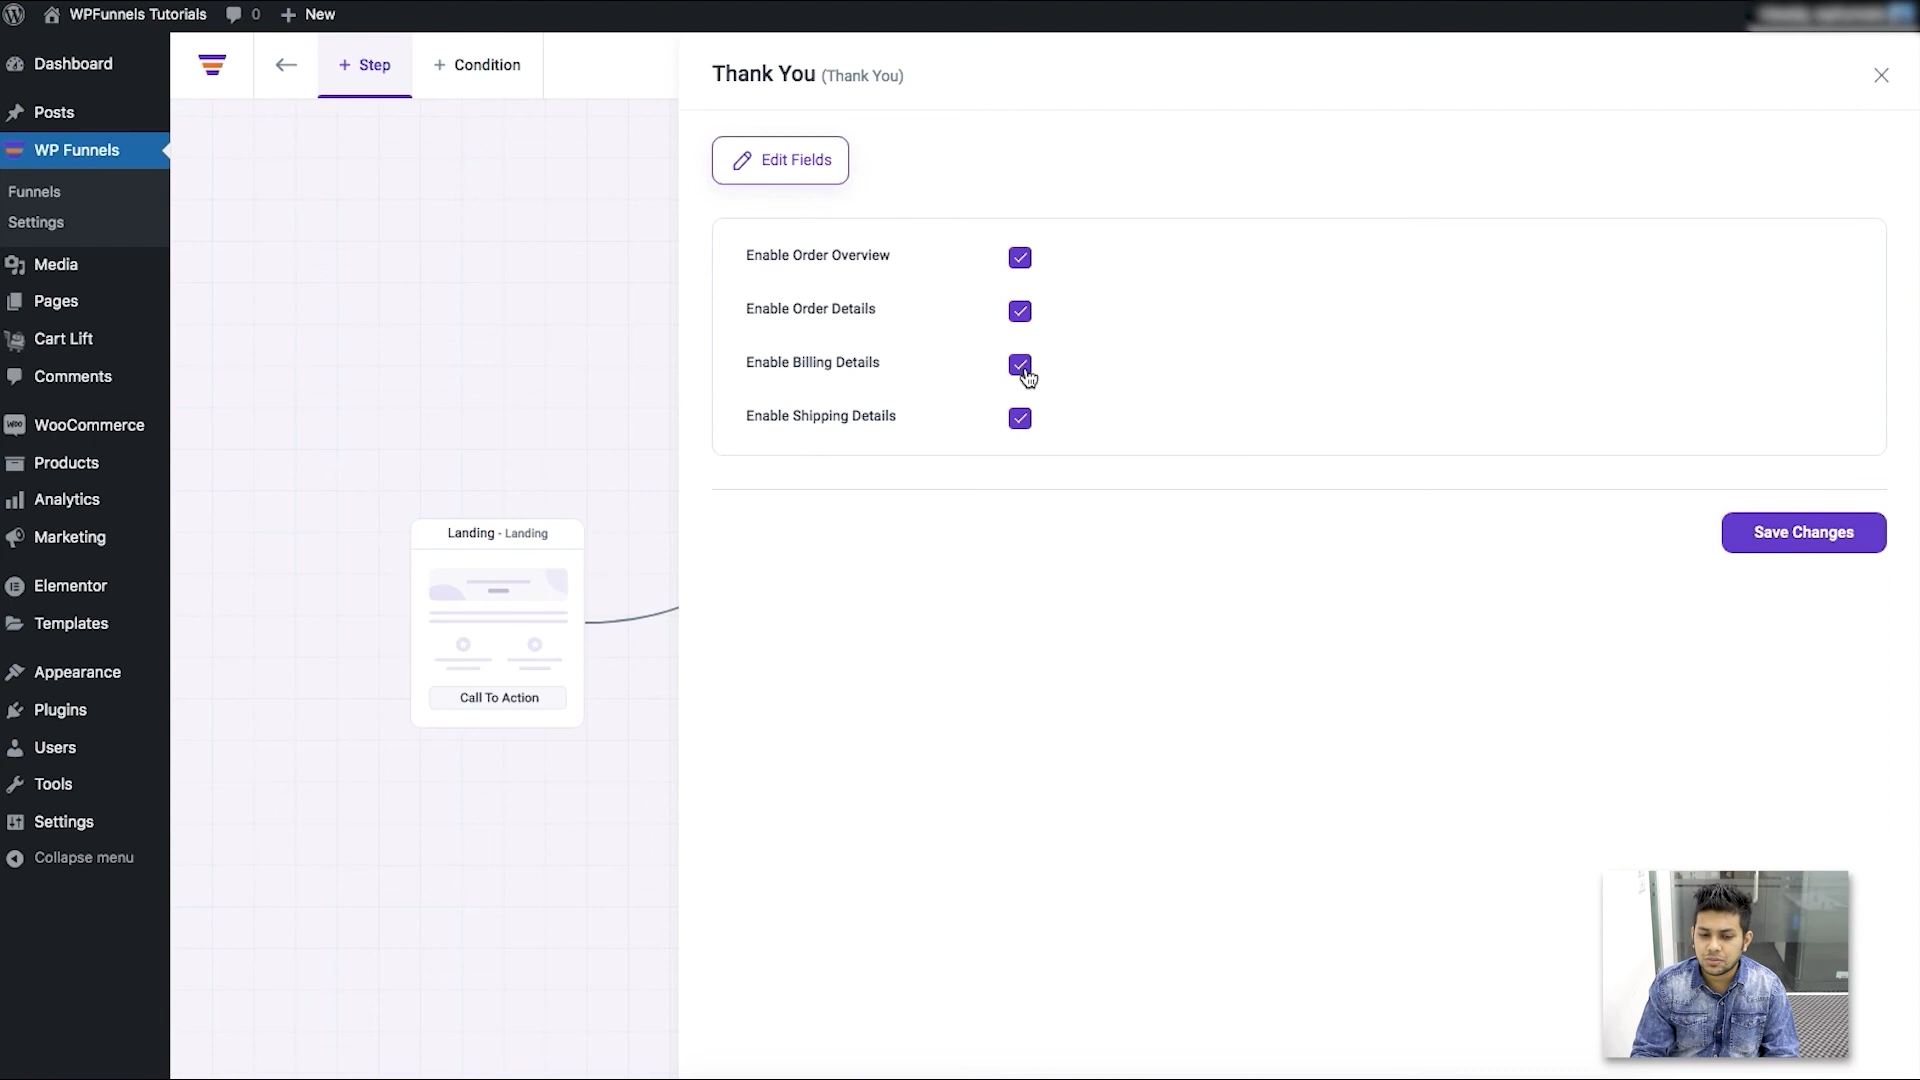 WPFunnels Tutorials 0 New
Dashboard
Posts
WP Funnels
Funnels
Settings
Media
Pages
Cart Lift
Comments
WooCommerce
Products
Analytics
Marketing
Elementor
Templates
Appearance
Plugins
Users
Tools
Settings
Collapse menu
+ Step
+ Condition
Landing - Landing
Call To Action
Thank You (Thank You)
Edit Fields
Enable Order Overview
Enable Order Details
Enable Billing Details
Enable Shipping Details
Save Changes